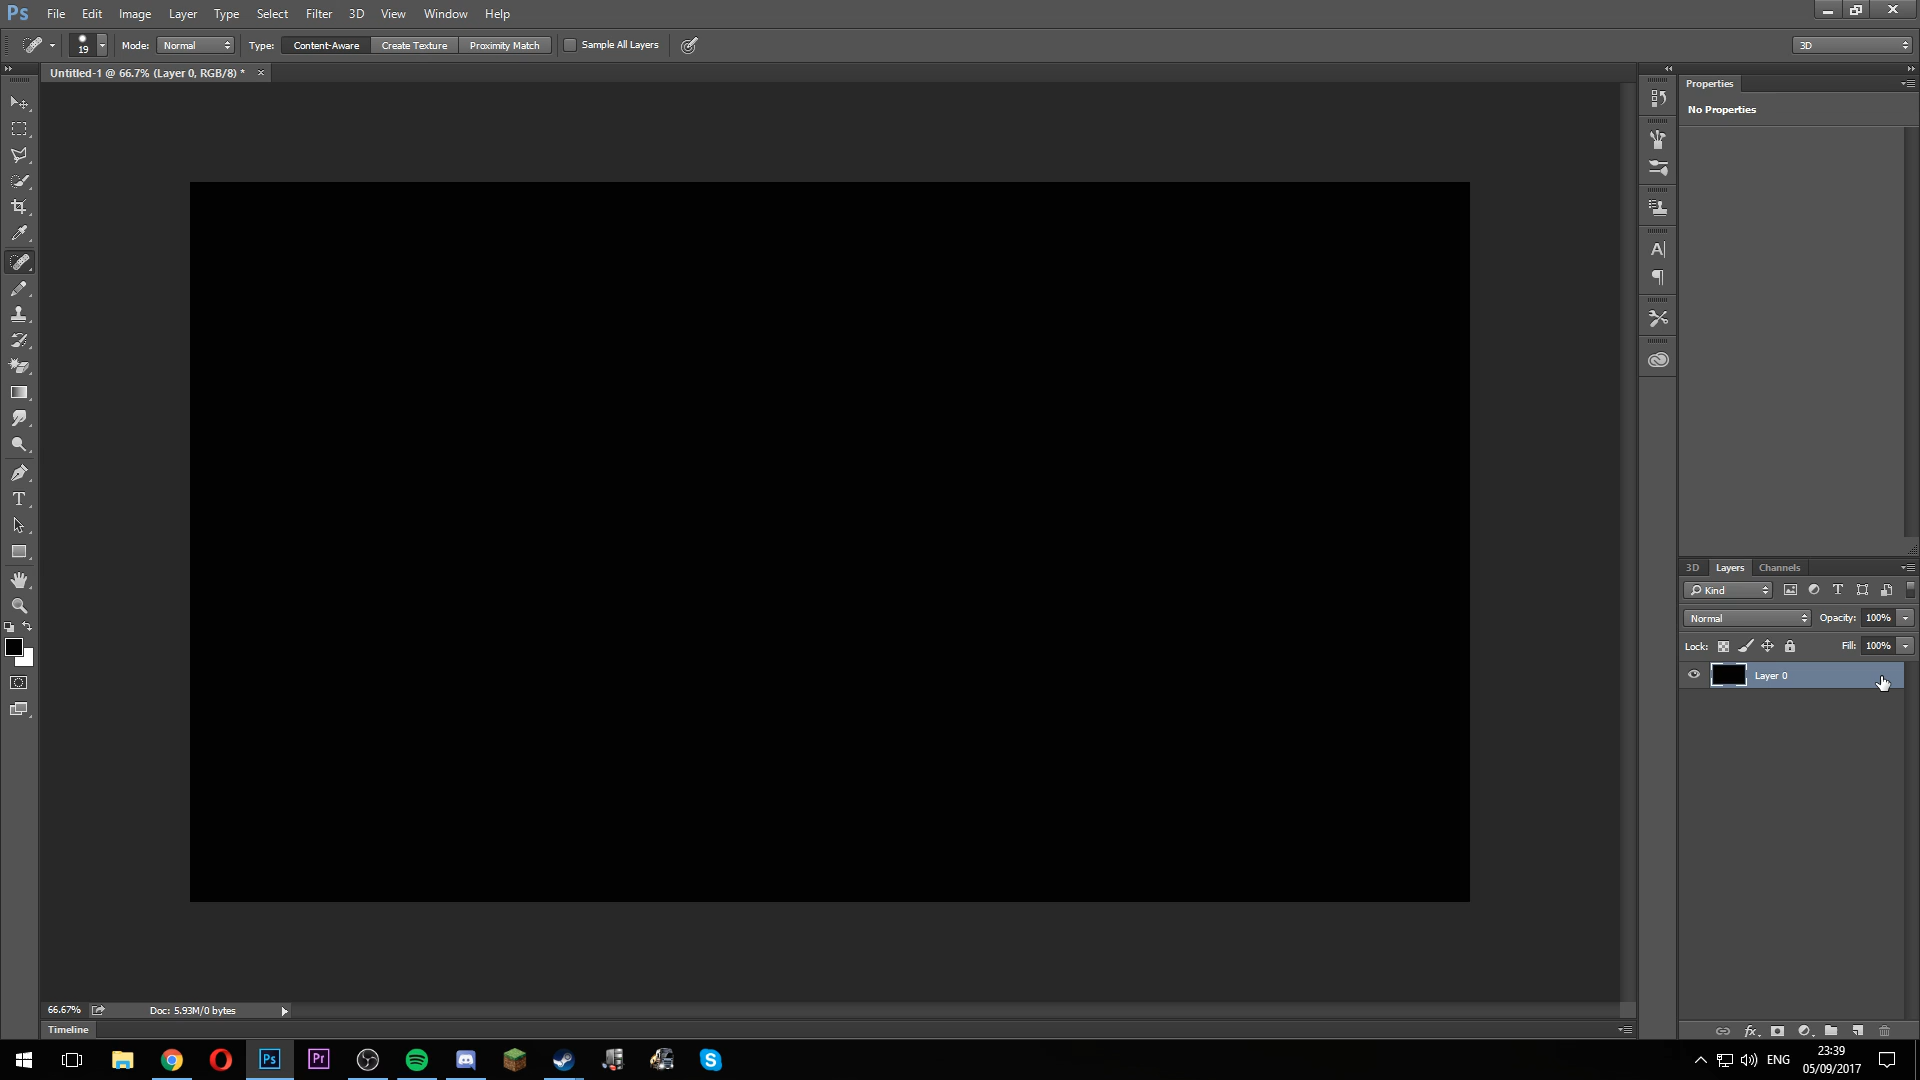 Ps File Edit Image Layer Type Select Filter 3D View Window Help
19 Mode: Normal Type: Content-Aware Create Texture Proximity Match Sample All Layers 3D
Untitled-1 @ 66.7% (Layer 0, RGB/8) * ×
Properties
No Properties
3D Layers Channels
Kind
Normal Opacity: 100%
Lock: Fill: 100%
Layer 0
66.67% Doc: 5.93M/0 bytes
Timeline
Ps Pr ENG 23:39
05/09/2017